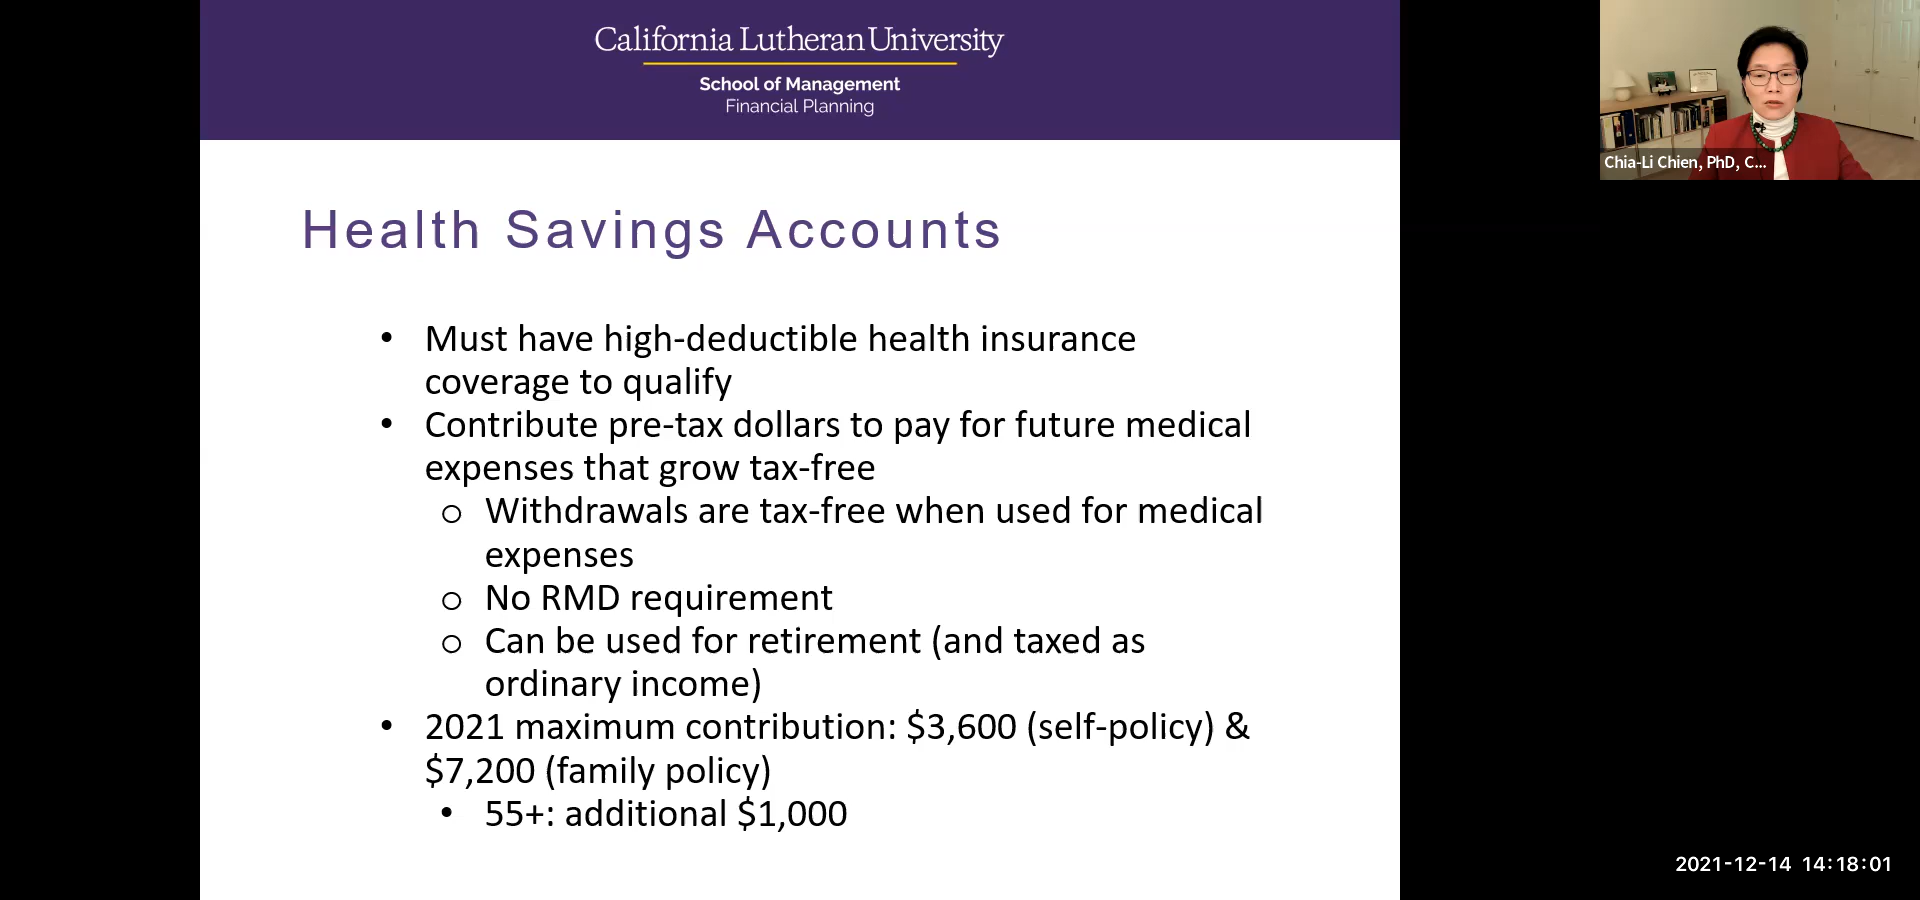 California Lutheran University
School of Management
Financial Planning
Chia-Li Chien, PhD, C...
Health Savings Accounts
• Must have high-deductible health insurance
coverage to qualify
• Contribute pre-tax dollars to pay for future medical
expenses that grow tax-free
o Withdrawals are tax-free when used for medical
expenses
o No RMD requirement
o Can be used for retirement (and taxed as
ordinary income)
• 2021 maximum contribution: $3,600 (self-policy) &
$7,200 (family policy)
• 55+: additional $1,000
2021-12-14 14:18:01